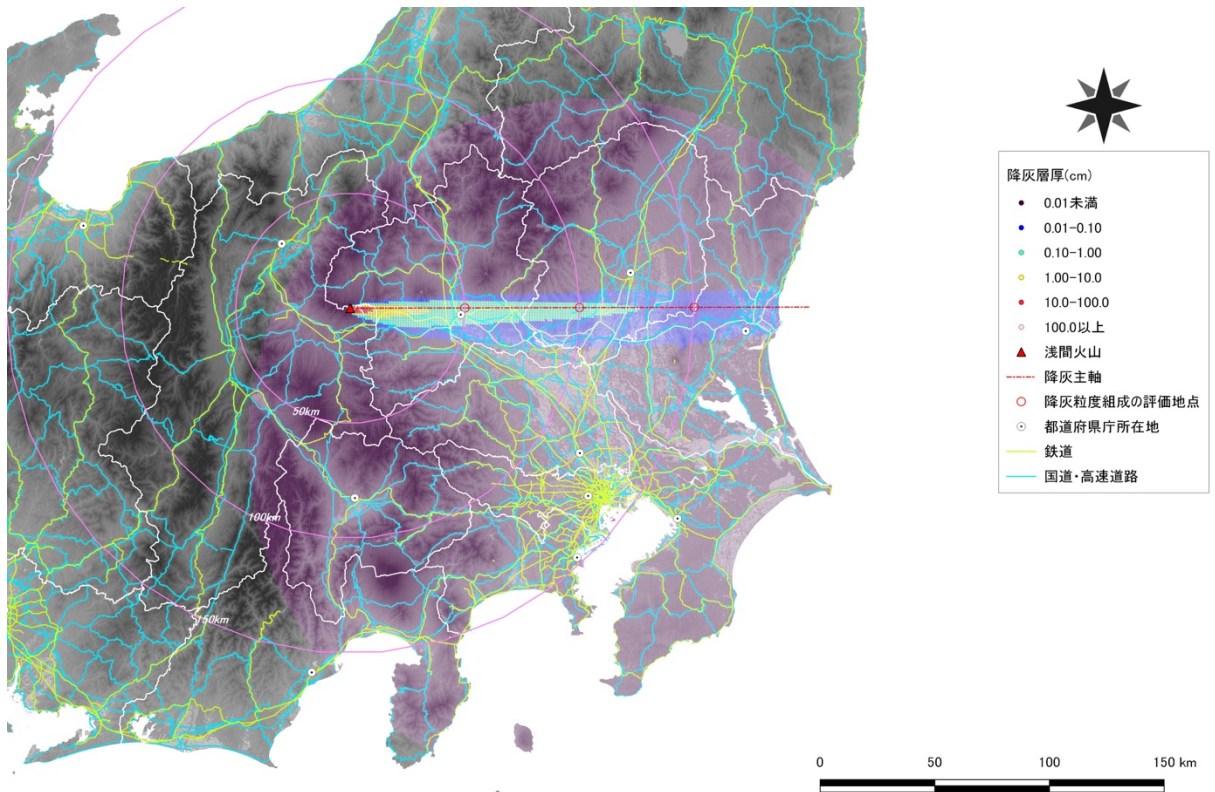 降灰層厚(cm)
0.01未満
0.01-0.10
0.10-1.00
1.00-10.0
10.0-100.0
100.0以上
浅間火山
降灰主軸
降灰粒度組成の評価地点
都道府県庁所在地
鉄道
国道・高速道路
50km
100km
150km
0 50 100 150 km